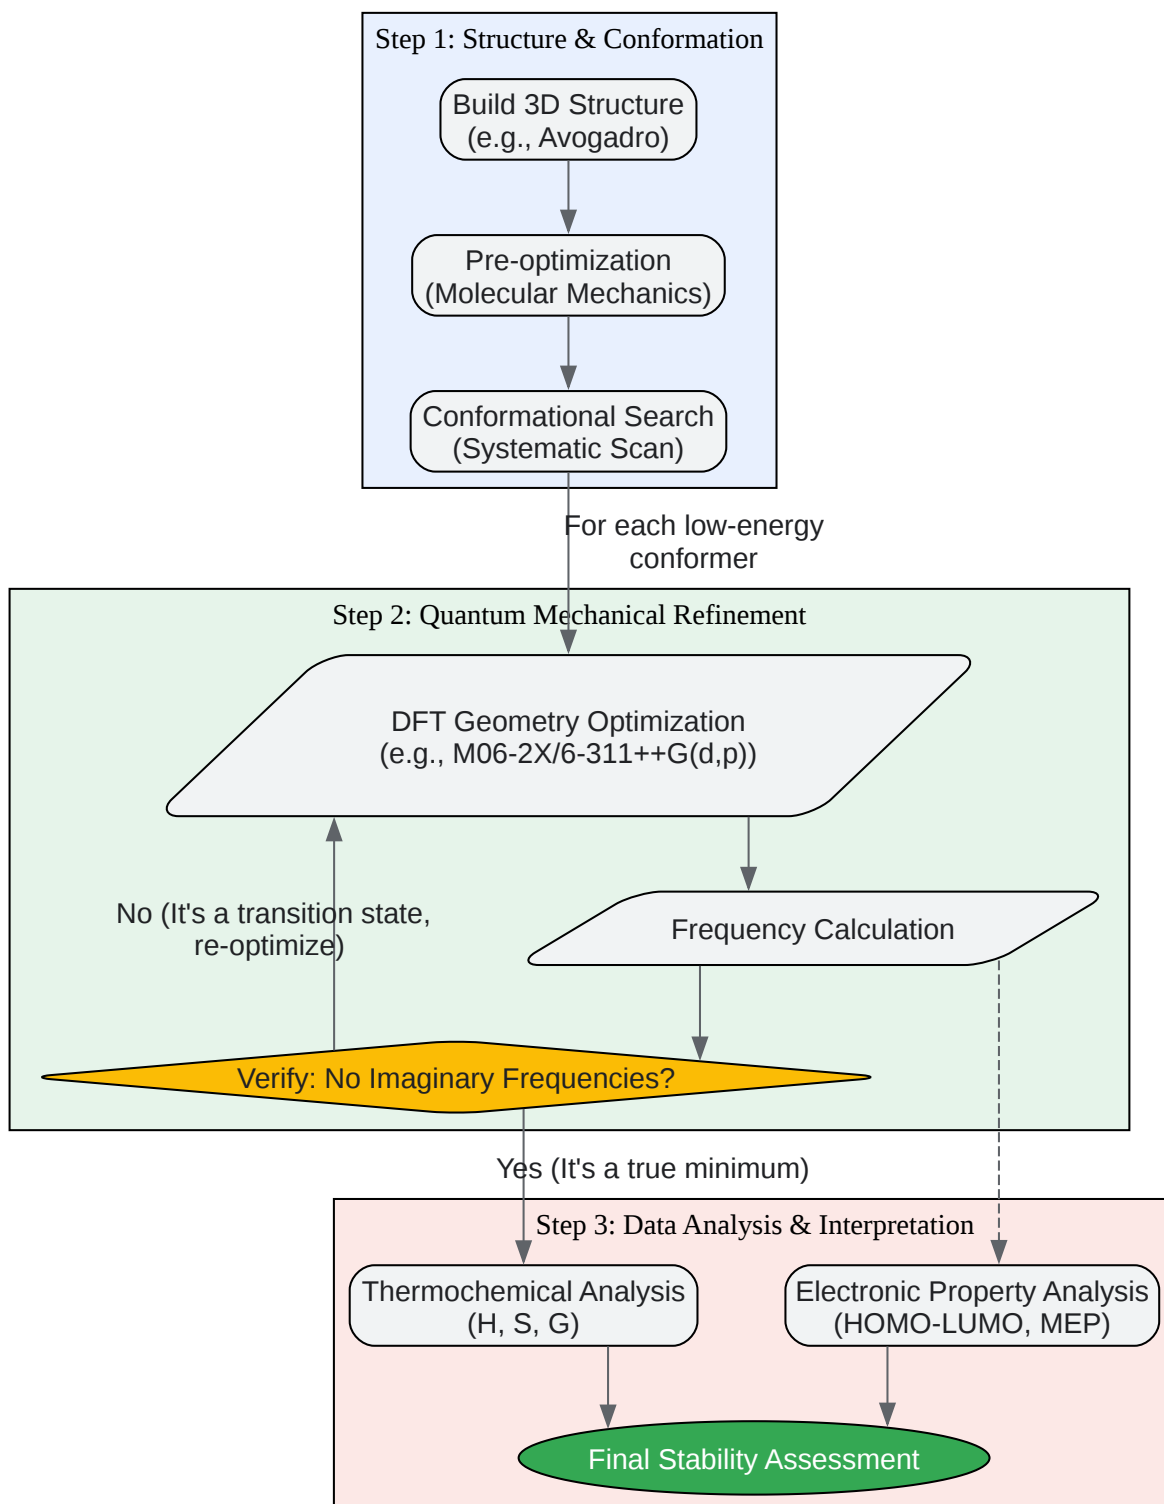 Step 1: Structure & Conformation
Build 3D Structure
(e.g., Avogadro)
Pre-optimization
(Molecular Mechanics)
Conformational Search
(Systematic Scan)
For each low-energy
conformer
Step 2: Quantum Mechanical Refinement
DFT Geometry Optimization
(e.g., M06-2X/6-311++G(d,p))
No (It's a transition state,
re-optimize)
Frequency Calculation
Verify: No Imaginary Frequencies?
Yes (It's a true minimum)
Step 3: Data Analysis & Interpretation
Thermochemical Analysis
(H, S, G)
Electronic Property Analysis
(HOMO-LUMO, MEP)
Final Stability Assessment